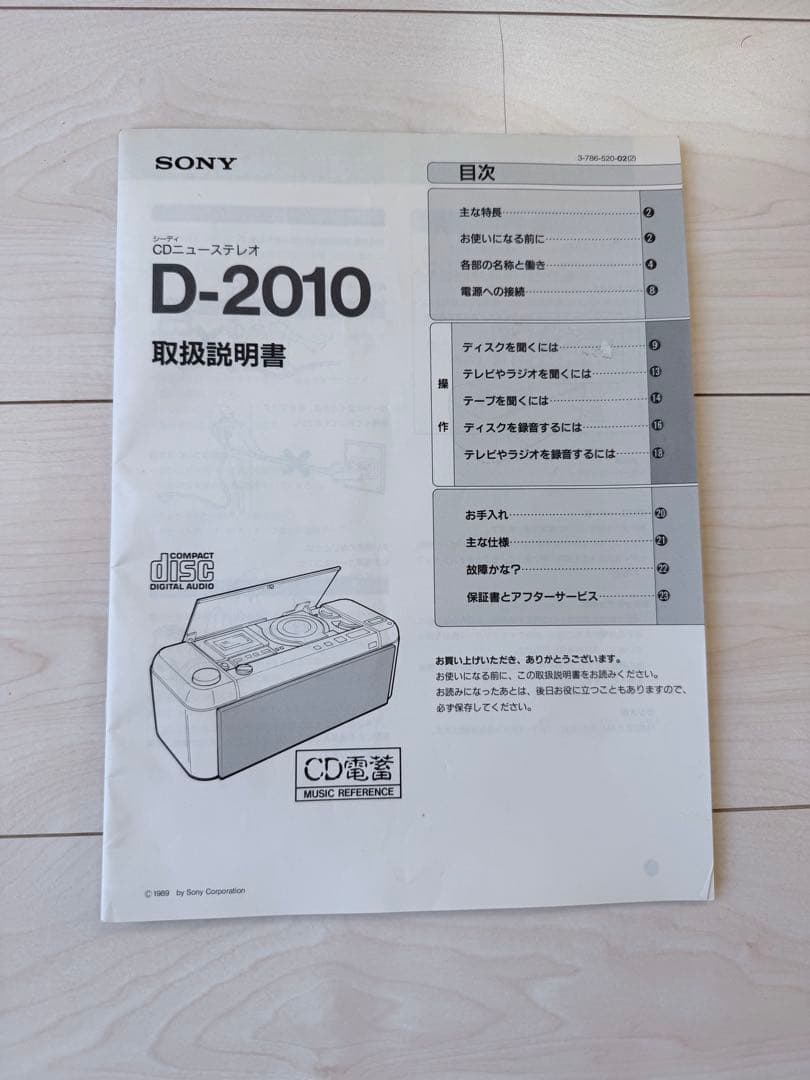 SONY
シーディ
CDニューステレオ
D-2010
取扱説明書
COMPACT
disc
DIGITAL AUDIO
CD電蓄
MUSIC REFERENCE
© 1989 by Sony Corporation
3-786-520-02(2)
目次
主な特長……………………2
お使いになる前に……………2
各部の名称と働き……………4
電源への接続…………………8
操作
ディスクを聞くには…………9
テレビやラジオを聞くには……13
テープを聞くには……………14
ディスクを録音するには………16
テレビやラジオを録音するには……18
お手入れ……………………20
主な仕様……………………21
故障かな?…………………22
保証書とアフターサービス……23
お買い上げいただき、ありがとうございます。
お使いになる前に、この取扱説明書をお読みください。
お読みになったあとは、後日お役に立つこともありますので、
必ず保存してください。